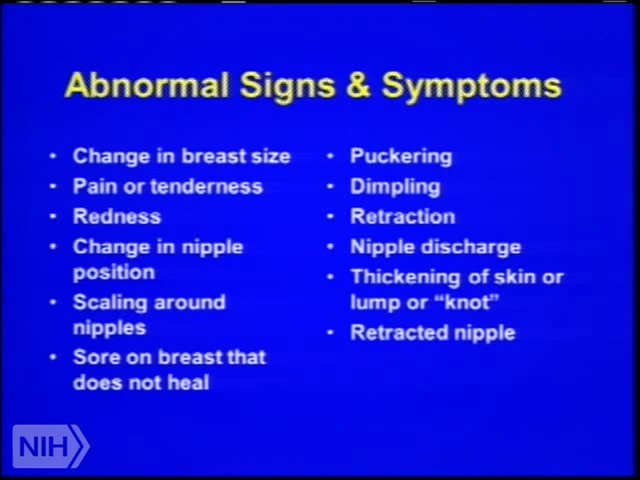 Abnormal Signs & Symptoms
• Change in breast size
• Pain or tenderness
• Redness
• Change in nipple
position
• Scaling around
nipples
• Sore on breast that
does not heal
• Puckering
• Dimpling
• Retraction
• Nipple discharge
• Thickening of skin or
lump or “knot”
• Retracted nipple
NIH